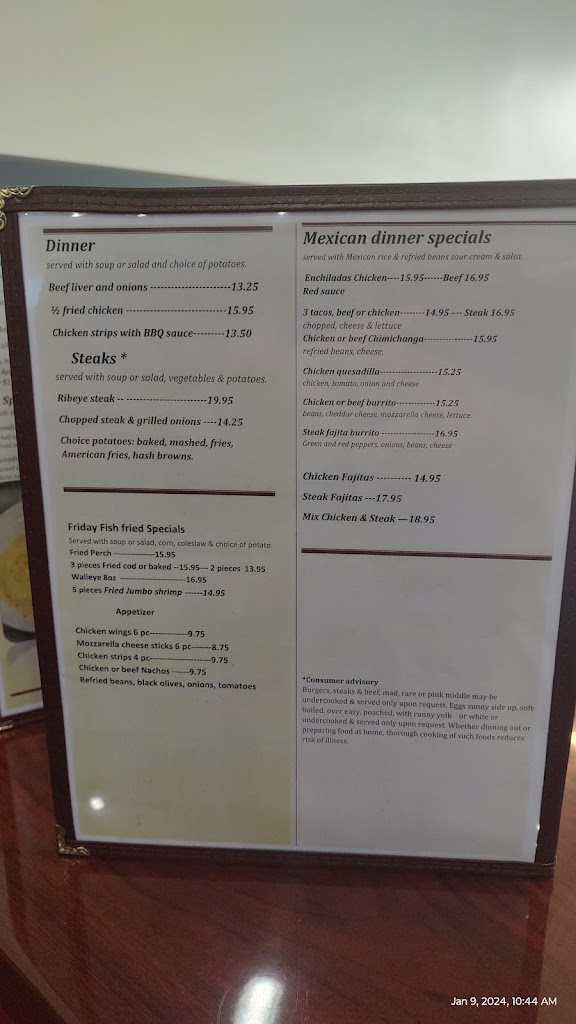 Dinner
served with soup or salad and choice of potatoes.
Beef liver and onions ------------------------13.25
½ fried chicken ------------------------------15.95
Chicken strips with BBQ sauce---------13.50
Steaks *
served with soup or salad, vegetables & potatoes.
Ribeye steak -- -------------------------19.95
Chopped steak & grilled onions ----14.25
Choice potatoes: baked, mashed, fries,
American fries, hash browns.
Friday Fish fried Specials
Served with soup or salad, corn, coleslaw & choice of potato
Fried Perch ----------------15.95
3 pieces Fried cod or baked --15.95--- 2 pieces 13.95
Walleye 8oz -------------------------16.95
5 pieces Fried Jumbo shrimp ------14.95
Appetizer
Chicken wings 6 pc--------------9.75
Mozzarella cheese sticks 6 pc-------8.75
Chicken strips 4 pc-----------------------9.75
Chicken or beef Nachos ------9.75
Refried beans, black olives, onions, tomatoes
Mexican dinner specials
served with Mexican rice & refried beans sour cream & salsa.
Enchiladas Chicken----15.95------Beef 16.95
Red sauce
3 tacos, beef or chicken--------14.95 --- Steak 16.95
chopped, cheese & lettuce
Chicken or beef Chimichanga----------------15.95
refried beans, cheese.
Chicken quesadilla------------------15.25
chicken, tomato, onion and cheese
Chicken or beef burrito------------15.25
beans, cheddar cheese, mozzarella cheese, lettuce.
Steak fajita burrito -----------------16.95
Green and red peppers, onions, beans, cheese
Chicken Fajitas ---------- 14.95
Steak Fajitas ---17.95
Mix Chicken & Steak —18.95
*Consumer advisory
Burgers, steaks & beef, mad, rare or pink middle may be
undercooked & served only upon request. Eggs sunny side up, soft
boiled, over easy, poached, with runny yolk or white or
undercooked & served only upon request. Whether dinning out or
preparing food at home, thorough cooking of such foods reduces
risk of illness.
Jan 9, 2024, 10:44 AM